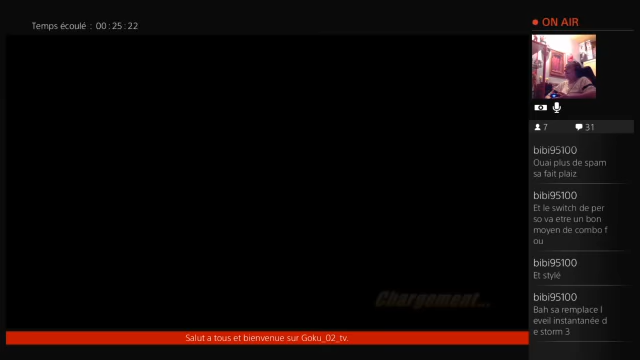 Temps écoulé : 00:25:22
ON AIR
7 31
bibi95100
Ouai plus de spam
sa fait plaiz
bibi95100
Et le switch de per
so va etre un bon
moyen de combo f
ou
bibi95100
Et stylé
bibi95100
Bah sa remplace l
eveil instantanée d
e storm 3
Chargement...
Salut a tous et bienvenue sur Goku_02_tv.